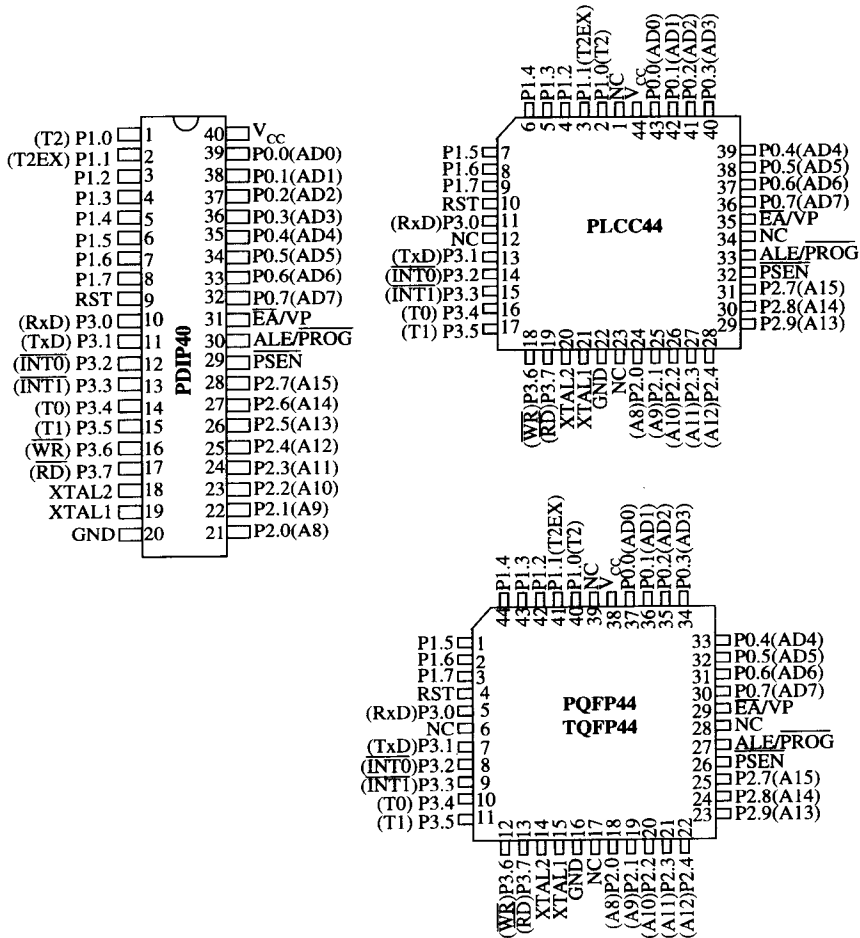 PDIP40
(T2) P1.0 1
(T2EX) P1.1 2
P1.2 3
P1.3 4
P1.4 5
P1.5 6
P1.6 7
P1.7 8
RST 9
(RxD) P3.0 10
(TxD) P3.1 11
(INT0) P3.2 12
(INT1) P3.3 13
(T0) P3.4 14
(T1) P3.5 15
(WR) P3.6 16
(RD) P3.7 17
XTAL2 18
XTAL1 19
GND 20
40 VCC
39 P0.0(AD0)
38 P0.1(AD1)
37 P0.2(AD2)
36 P0.3(AD3)
35 P0.4(AD4)
34 P0.5(AD5)
33 P0.6(AD6)
32 P0.7(AD7)
31 EA/VP
30 ALE/PROG
29 PSEN
28 P2.7(A15)
27 P2.6(A14)
26 P2.5(A13)
25 P2.4(A12)
24 P2.3(A11)
23 P2.2(A10)
22 P2.1(A9)
21 P2.0(A8)
PLCC44
6 P1.4
5 P1.3
4 P1.2
3 P1.1(T2EX)
2 P1.0(T2)
1 NC
44 VCC
43 P0.0(AD0)
42 P0.1(AD1)
41 P0.2(AD2)
40 P0.3(AD3)
P1.5 7
P1.6 8
P1.7 9
RST 10
(RxD)P3.0 11
NC 12
(TxD)P3.1 13
(INT0)P3.2 14
(INT1)P3.3 15
(T0) P3.4 16
(T1) P3.5 17
39 P0.4(AD4)
38 P0.5(AD5)
37 P0.6(AD6)
36 P0.7(AD7)
35 EA/VP
34 NC
33 ALE/PROG
32 PSEN
31 P2.7(A15)
30 P2.8(A14)
29 P2.9(A13)
(WR)P3.6 18
(RD)P3.7 19
XTAL2 20
XTAL1 21
GND 22
NC 23
(A8)P2.0 24
(A9)P2.1 25
(A10)P2.2 26
(A11)P2.3 27
(A12)P2.4 28
PQFP44
TQFP44
44 P1.4
43 P1.3
42 P1.2
41 P1.1(T2EX)
40 P1.0(T2)
39 NC
38 VCC
37 P0.0(AD0)
36 P0.1(AD1)
35 P0.2(AD2)
34 P0.3(AD3)
P1.5 1
P1.6 2
P1.7 3
RST 4
(RxD)P3.0 5
NC 6
(TxD)P3.1 7
(INT0)P3.2 8
(INT1)P3.3 9
(T0) P3.4 10
(T1) P3.5 11
33 P0.4(AD4)
32 P0.5(AD5)
31 P0.6(AD6)
30 P0.7(AD7)
29 EA/VP
28 NC
27 ALE/PROG
26 PSEN
25 P2.7(A15)
24 P2.8(A14)
23 P2.9(A13)
(WR)P3.6 12
(RD)P3.7 13
XTAL2 14
XTAL1 15
GND 16
NC 17
(A8)P2.0 18
(A9)P2.1 19
(A10)P2.2 20
(A11)P2.3 21
(A12)P2.4 22